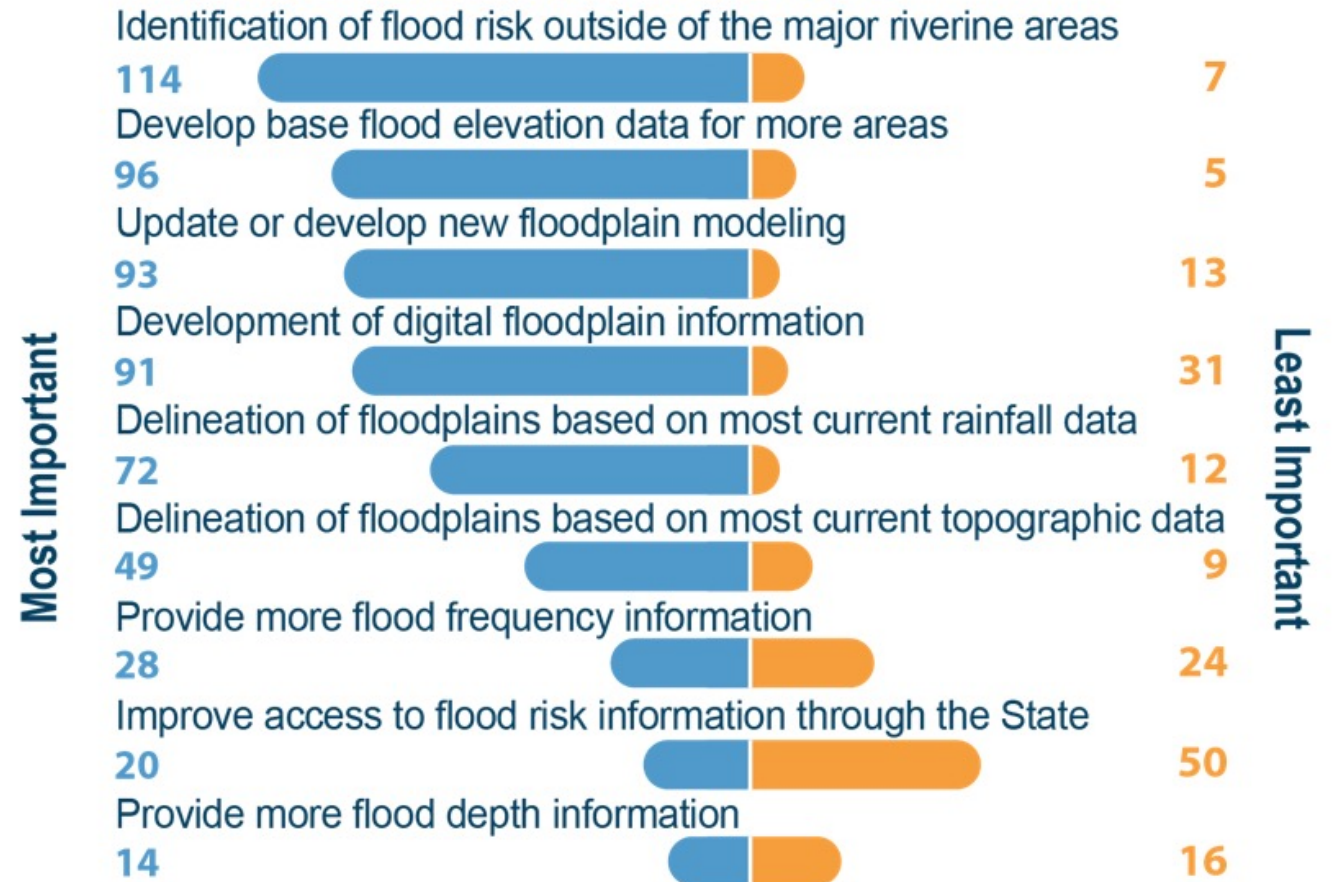 Identification of flood risk outside of the major riverine areas
114 7
Develop base flood elevation data for more areas
96 5
Update or develop new floodplain modeling
93 13
Development of digital floodplain information
91 31
Delineation of floodplains based on most current rainfall data
72 12
Delineation of floodplains based on most current topographic data
49 9
Provide more flood frequency information
28 24
Improve access to flood risk information through the State
20 50
Provide more flood depth information
14 16
Most Important
Least Important